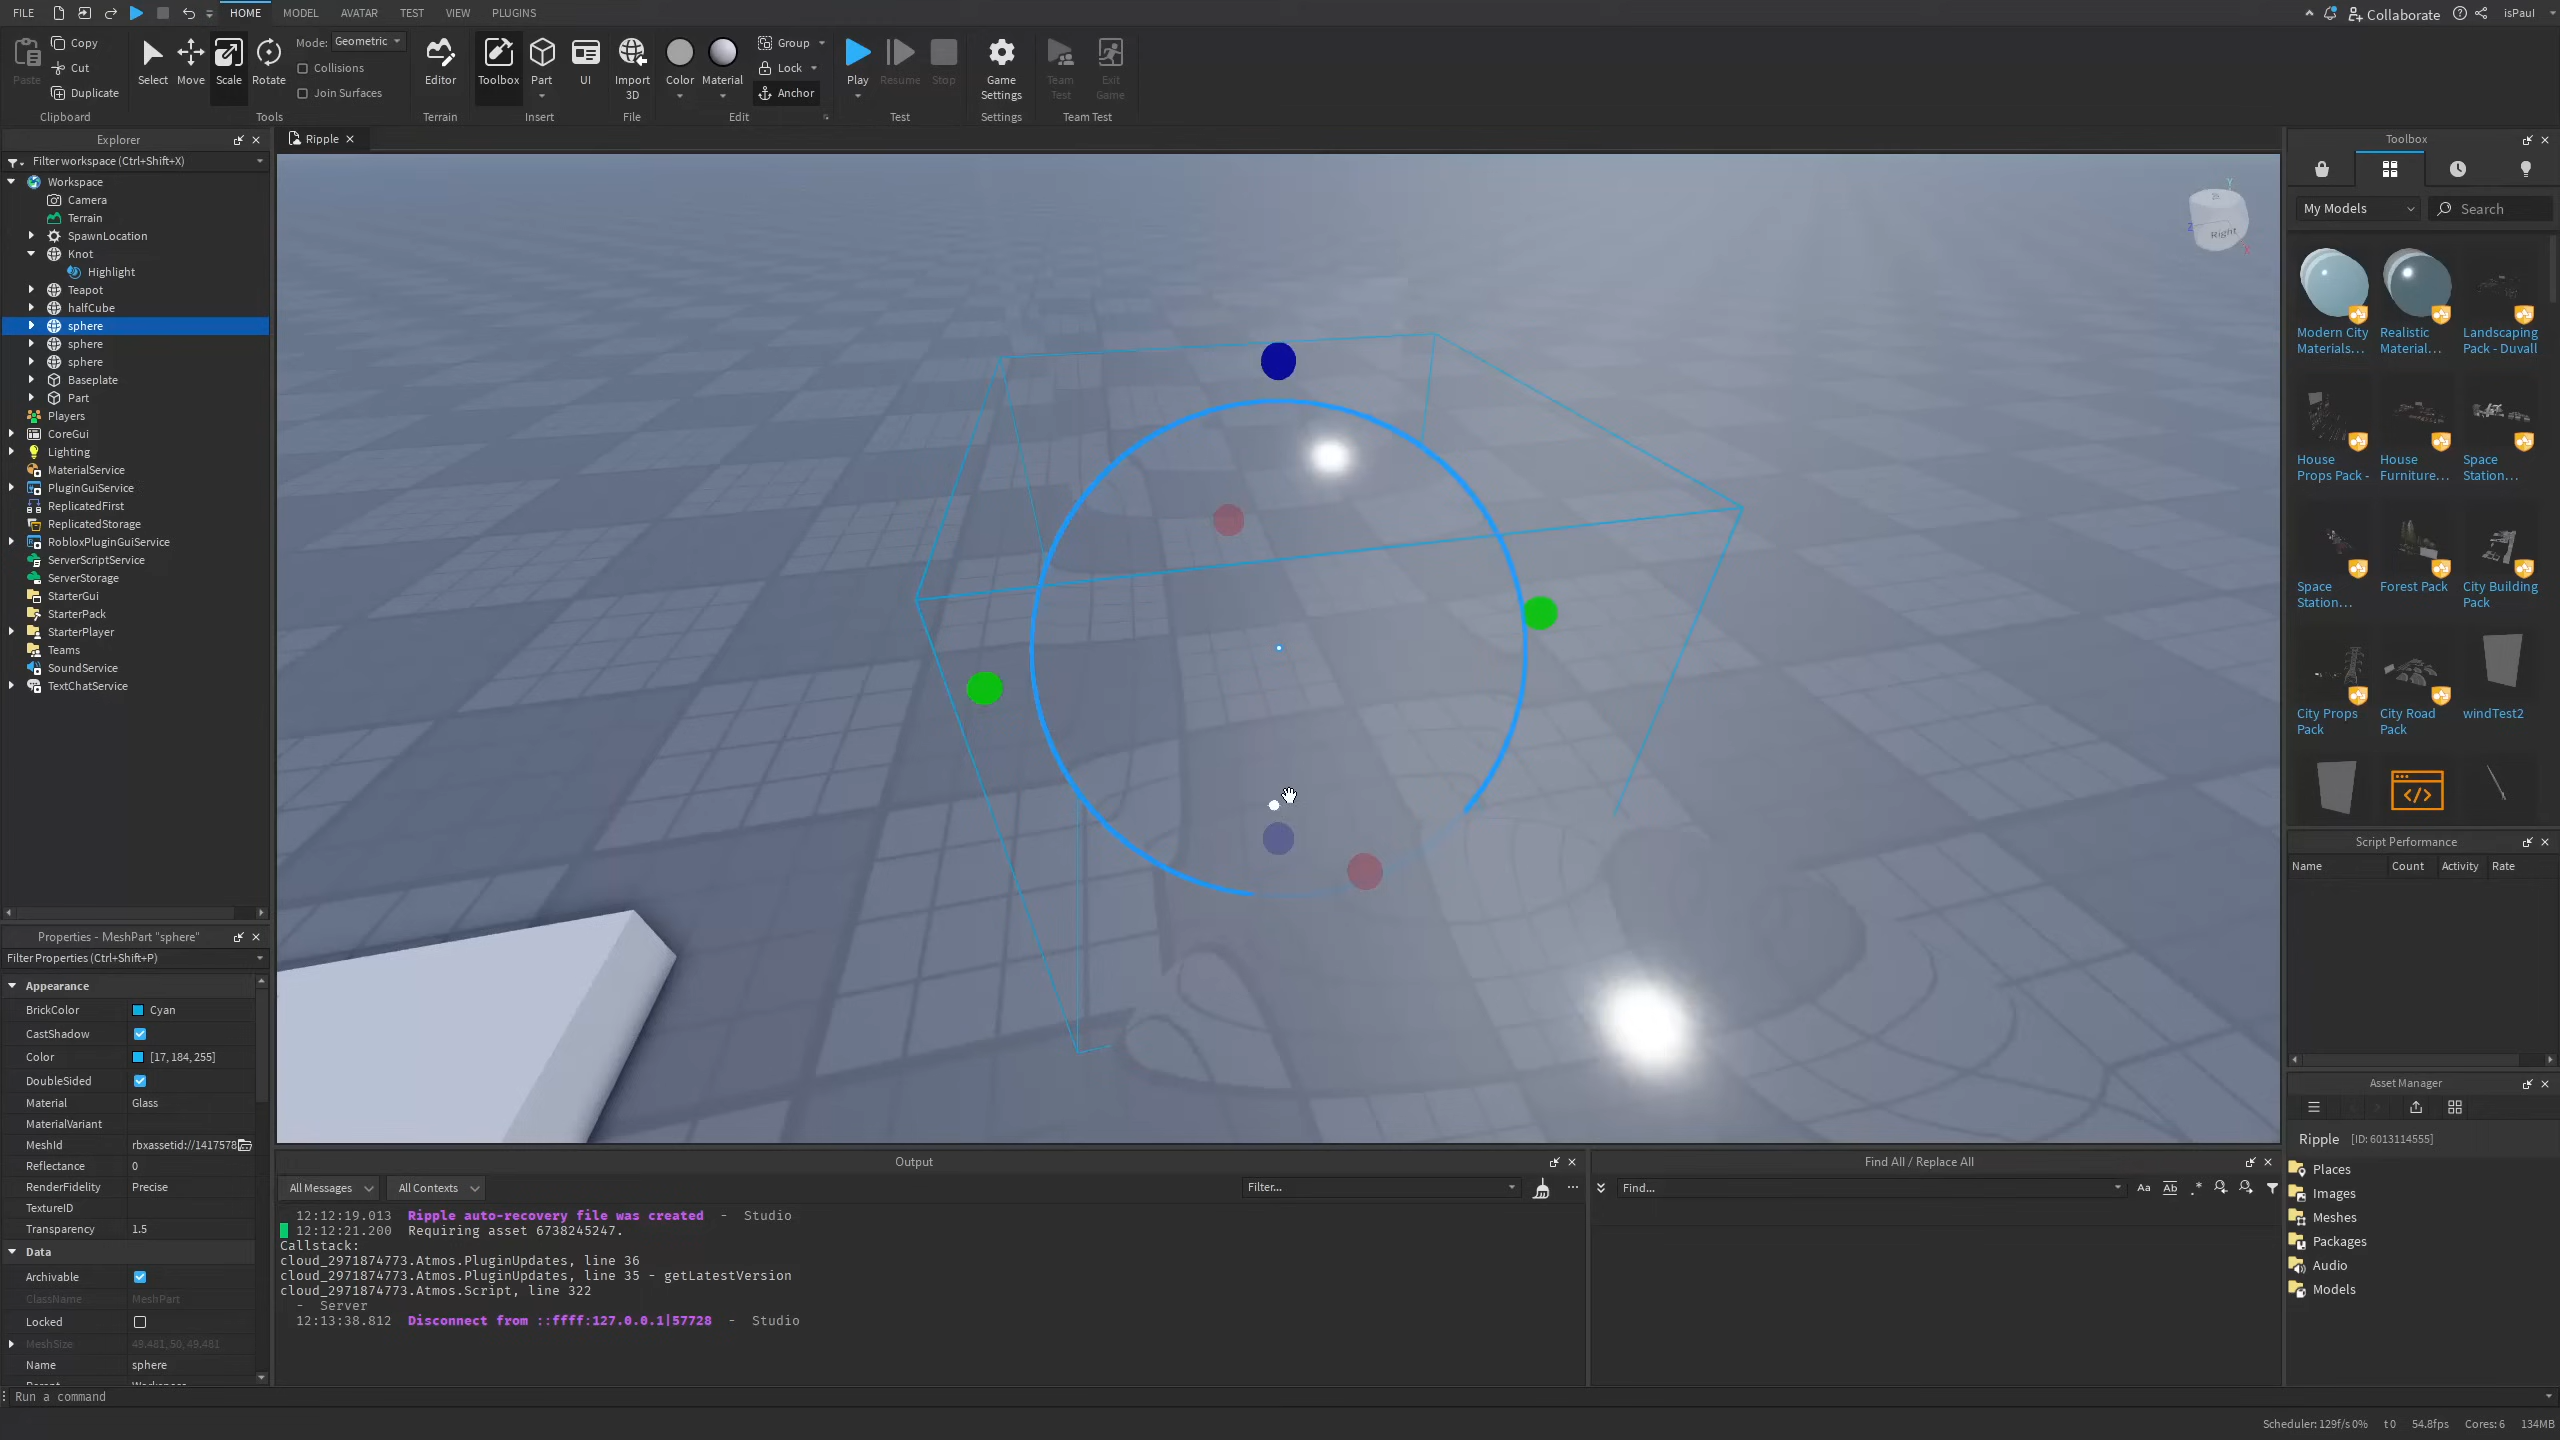 FILE HOME MODEL AVATAR TEST VIEW PLUGINS
Collaborate isPaul
Paste Copy
Cut
Duplicate
Clipboard
Select Move Scale Rotate
Mode: Geometric
Collisions
Join Surfaces
Tools
Editor
Terrain
Toolbox Part UI
Insert
Import
3D
File
Color Material
Group
Lock
Anchor
Edit
Play Resume Stop
Test
Game
Settings
Settings
Team
Test
Exit
Game
Team Test
Explorer
Filter workspace (Ctrl+Shift+X)
Workspace
Camera
Terrain
SpawnLocation
Knot
Highlight
Teapot
halfCube
sphere
sphere
sphere
Baseplate
Part
Players
CoreGui
Lighting
MaterialService
PluginGuiService
ReplicatedFirst
ReplicatedStorage
RobloxPluginGuiService
ServerScriptService
ServerStorage
StarterGui
StarterPack
StarterPlayer
Teams
SoundService
TextChatService
Properties - MeshPart "sphere"
Filter Properties (Ctrl+Shift+P)
Appearance
BrickColor Cyan
CastShadow
Color [17, 184, 255]
DoubleSided
Material Glass
MaterialVariant
MeshId rbxassetid://1417578
Reflectance 0
RenderFidelity Precise
TextureID
Transparency 1.5
Data
Archivable
ClassName MeshPart
Locked
MeshSize 49.481, 50, 49.481
Name sphere
Run a command
Ripple
Y
Z
X
Right
Output
All Messages All Contexts Filter...
12:12:19.013 Ripple auto-recovery file was created - Studio
12:12:21.200 Requiring asset 6738245247.
Callstack:
cloud_2971874773.Atmos.PluginUpdates, line 36
cloud_2971874773.Atmos.PluginUpdates, line 35 - getLatestVersion
cloud_2971874773.Atmos.Script, line 322
- Server
12:13:38.812 Disconnect from ::ffff:127.0.0.1|57728 - Studio
Find All / Replace All
Find... Aa Ab .*
Toolbox
My Models Search
Modern City
Materials...
Realistic
Material...
Landscaping
Pack - Duvall
House
Props Pack -
House
Furniture...
Space
Station...
Space
Station...
Forest Pack
City Building
Pack
City Props
Pack
City Road
Pack
windTest2
Script Performance
Name Count Activity Rate
Asset Manager
Ripple [ID: 6013114555]
Places
Images
Meshes
Packages
Audio
Models
Scheduler: 129f/s 0% t 0 54.8fps Cores: 6 134MB